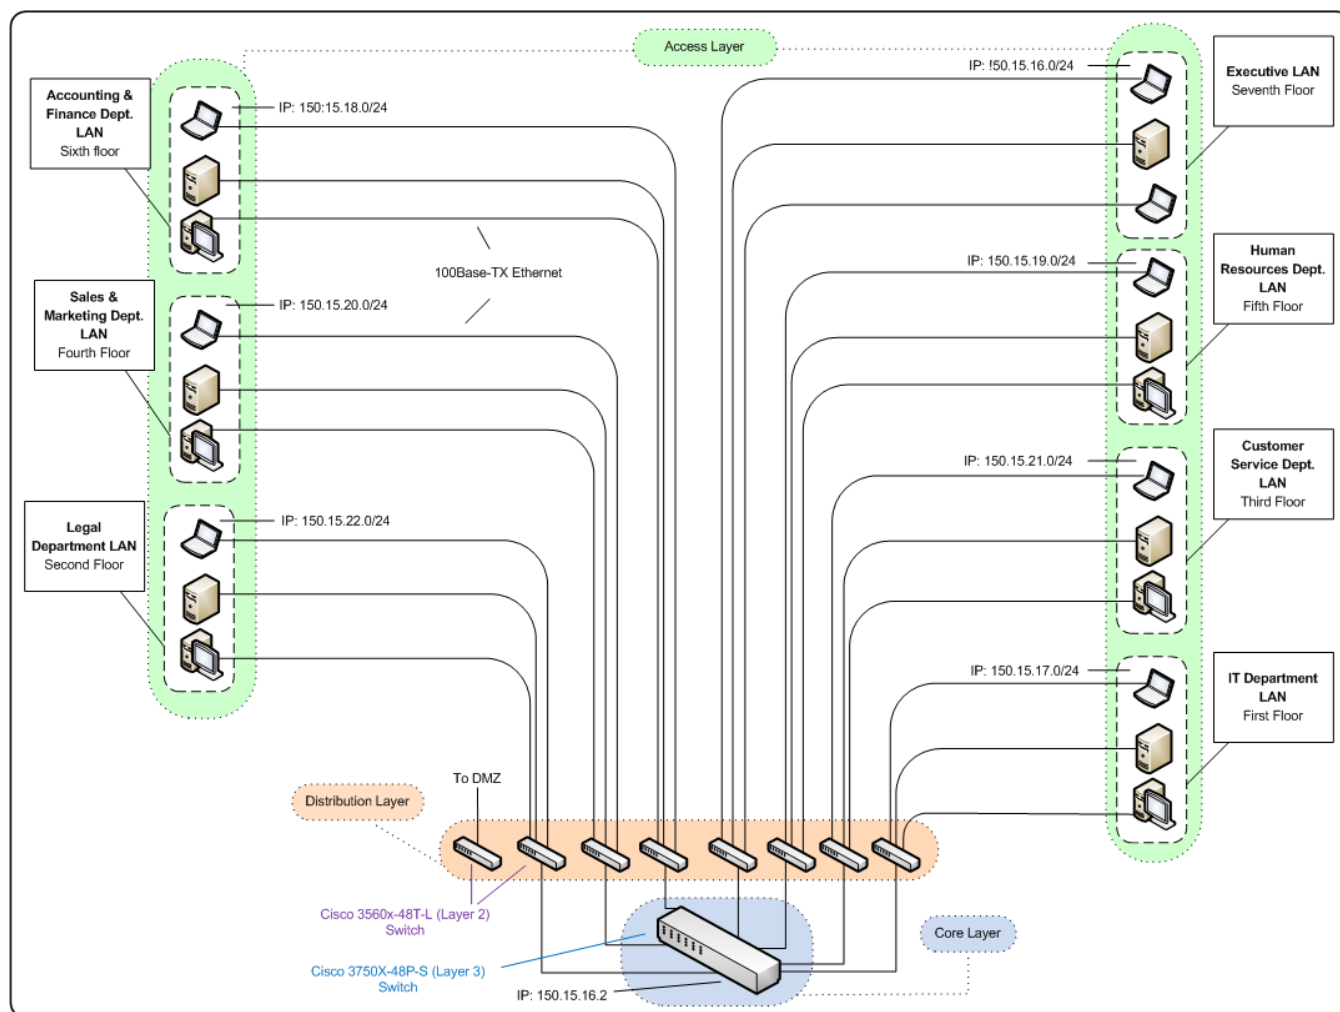 Access Layer
Accounting &
Finance Dept.
LAN
Sixth floor
IP: 150:15.18.0/24
IP: !50.15.16.0/24
Executive LAN
Seventh Floor
100Base-TX Ethernet
Sales &
Marketing Dept.
LAN
Fourth Floor
IP: 150.15.20.0/24
IP: 150.15.19.0/24
Human
Resources Dept.
LAN
Fifth Floor
Legal
Department LAN
Second Floor
IP: 150.15.22.0/24
IP: 150.15.21.0/24
Customer
Service Dept.
LAN
Third Floor
IP: 150.15.17.0/24
IT Department
LAN
First Floor
To DMZ
Distribution Layer
Cisco 3560x-48T-L (Layer 2)
Switch
Cisco 3750X-48P-S (Layer 3)
Switch
IP: 150.15.16.2
Core Layer